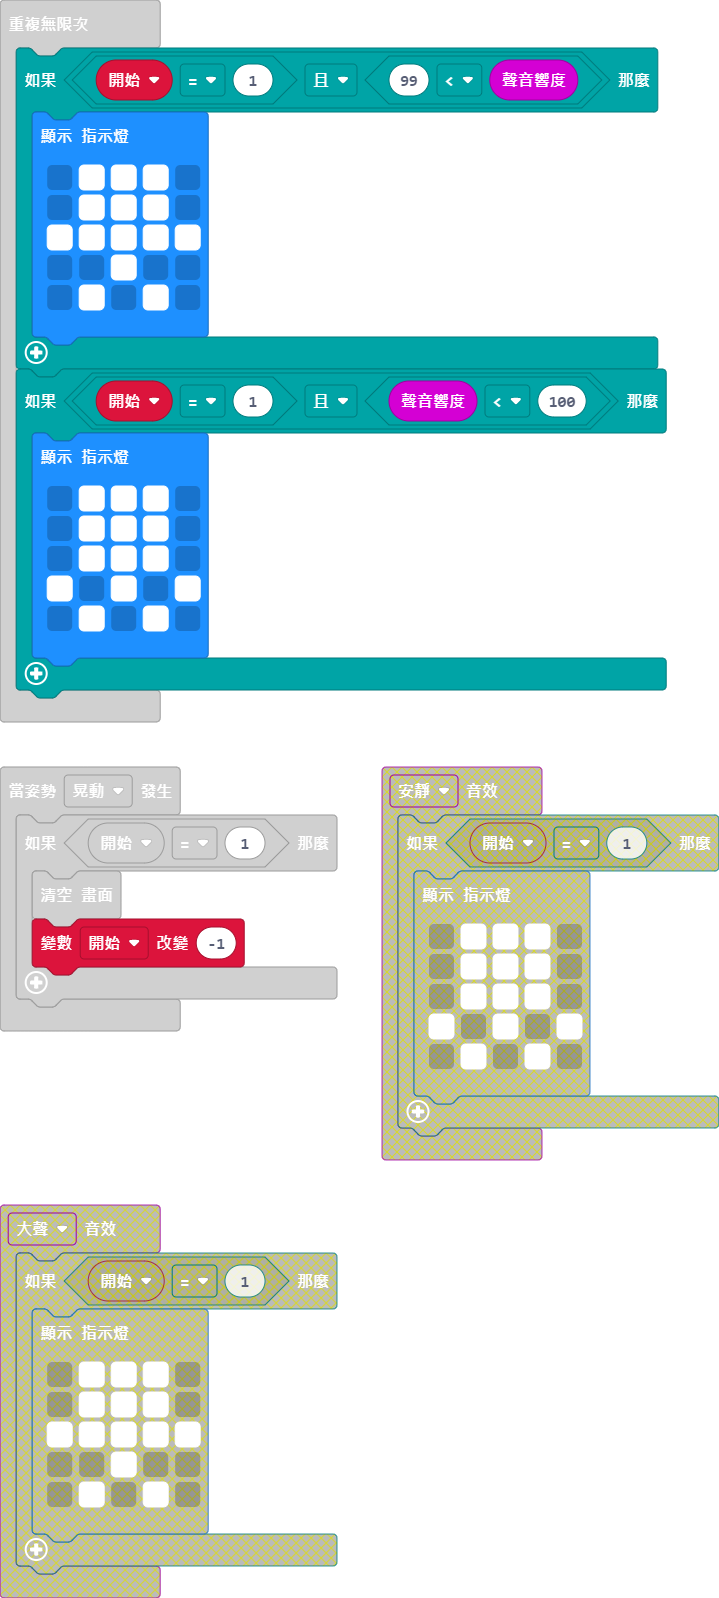 重複無限次
如果 開始 = 1 且 99 < 聲音響度 那麼
顯示 指示燈
如果 開始 = 1 且 聲音響度 < 100 那麼
顯示 指示燈
當姿勢 晃動 發生
如果 開始 = 1 那麼
清空 畫面
變數 開始 改變 -1
安靜 音效
如果 開始 = 1 那麼
顯示 指示燈
大聲 音效
如果 開始 = 1 那麼
顯示 指示燈